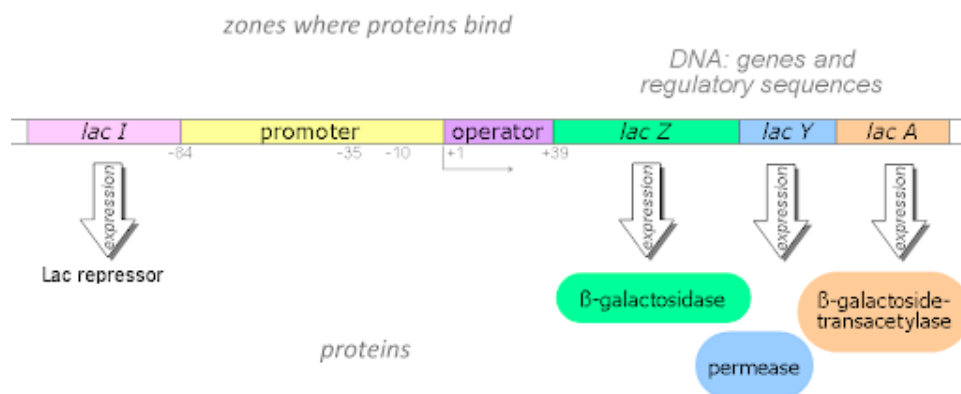 zones where proteins bind
DNA: genes and
regulatory sequences
lac I promoter operator lac Z lac Y lac A
-84 -35 -10 +1 +39
expression expression expression expression
Lac repressor
ß-galactosidase
ß-galactoside-
transacetylase
permease
proteins